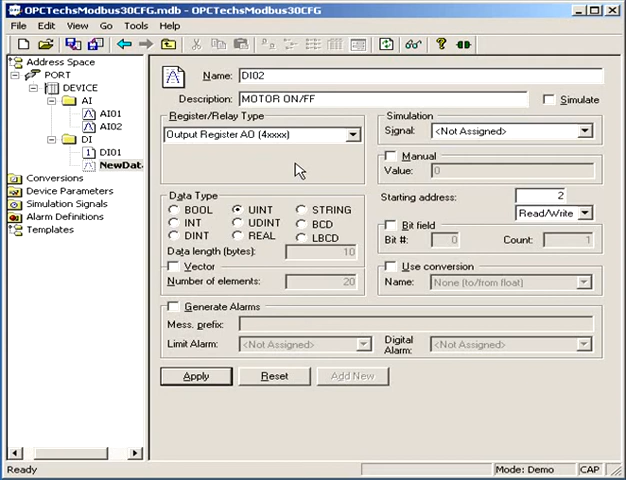 OPCTechsModbus30CFG.mdb - OPCTechsModbus30CFG
File Edit View Go Tools Help
Address Space
PORT
DEVICE
AI
AI01
AI02
DI
DI01
NewDat.
Conversions
Device Parameters
Simulation Signals
Alarm Definitions
Templates
Name: DI02
Description: MOTOR ON/FF
Simulate
Register/Relay Type
Output Register AO (4xxxx)
Simulation
Signal: <Not Assigned>
Manual
Value: 0
Data Type
BOOL UINT STRING
INT UDINT BCD
DINT REAL LBCD
Data length (bytes): 10
Vector
Number of elements: 20
Starting address: 2
Read/Write
Bit field
Bit #: 0 Count: 1
Use conversion
Name: None (to/from float)
Generate Alarms
Mess. prefix:
Limit Alarm: <Not Assigned>
Digital Alarm: <Not Assigned>
Apply Reset Add New
Ready Mode: Demo CAP